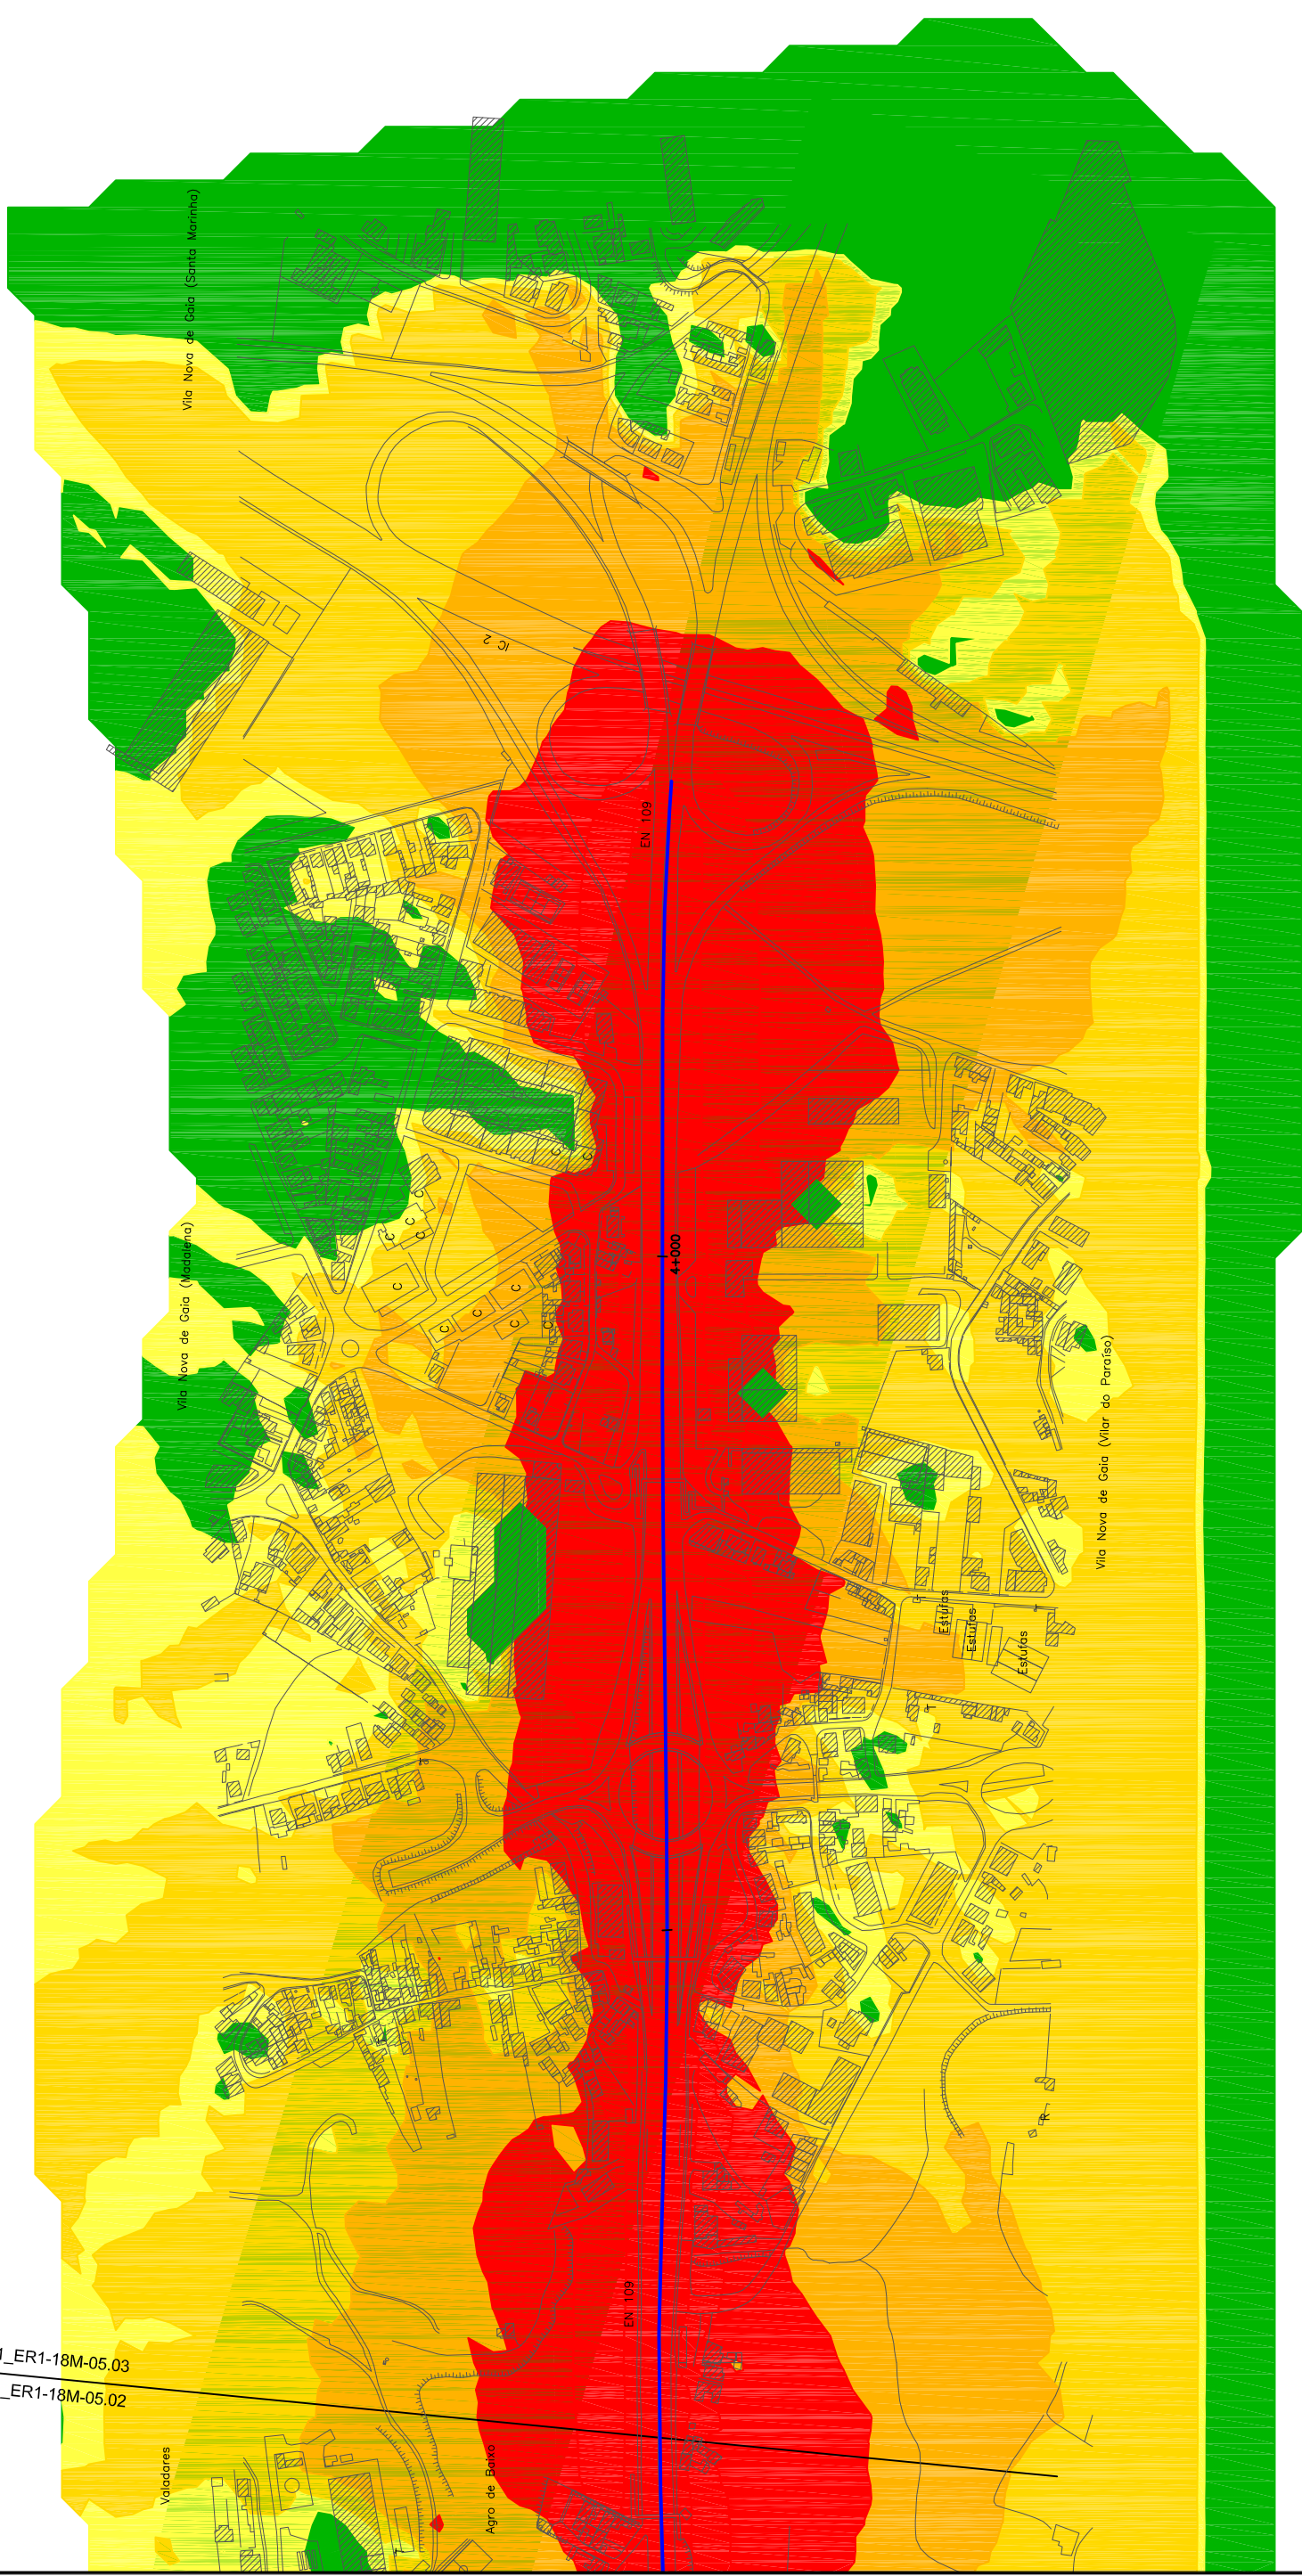 Vila Nova de Gaia (Santa Marinha)
IC 2
EN 109
C
C
C
C
C
C
4+000
C
C
C
C
C
C
Vila Nova de Gaia (Madalena)
Vila Nova de Gaia (Vilar do Paraíso)
Estufas
Estufas
Estufas
T
T
R
EN 109
_ER1-18M-05.03
_ER1-18M-05.02
Valadares
Agro de Baixo
T